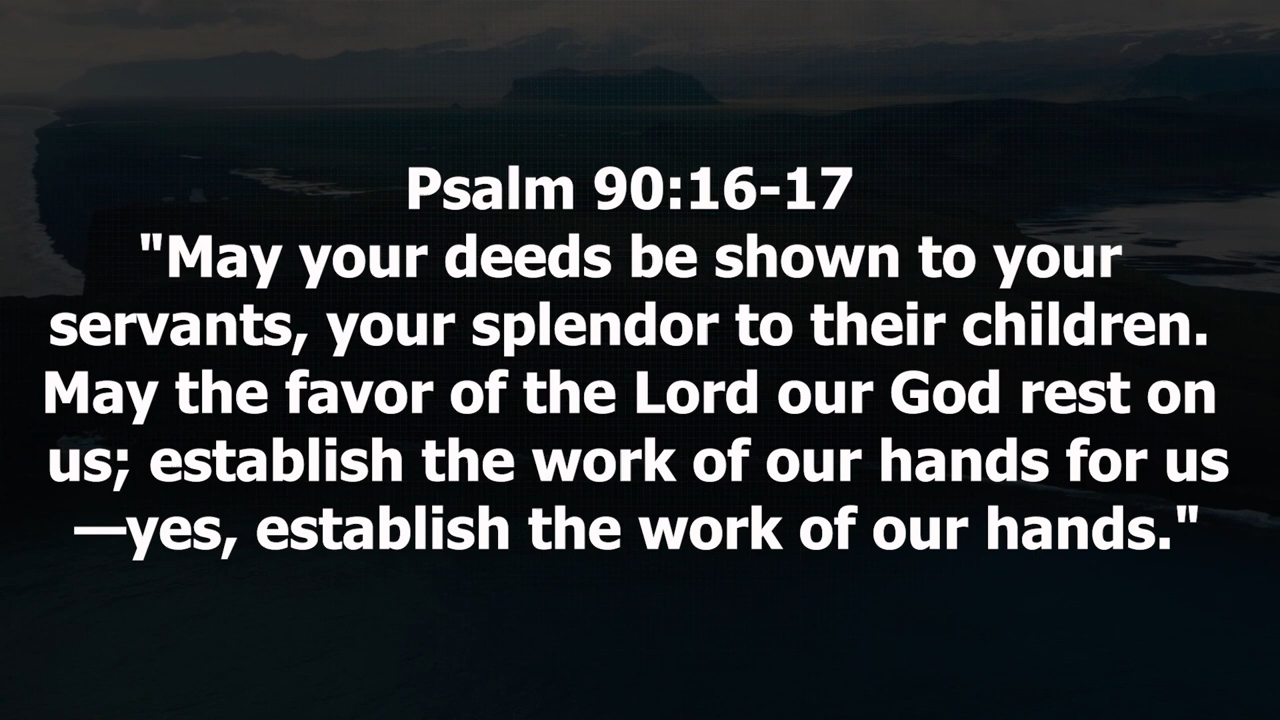 Psalm 90:16-17
"May your deeds be shown to your
servants, your splendor to their children.
May the favor of the Lord our God rest on
us; establish the work of our hands for us
—yes, establish the work of our hands."